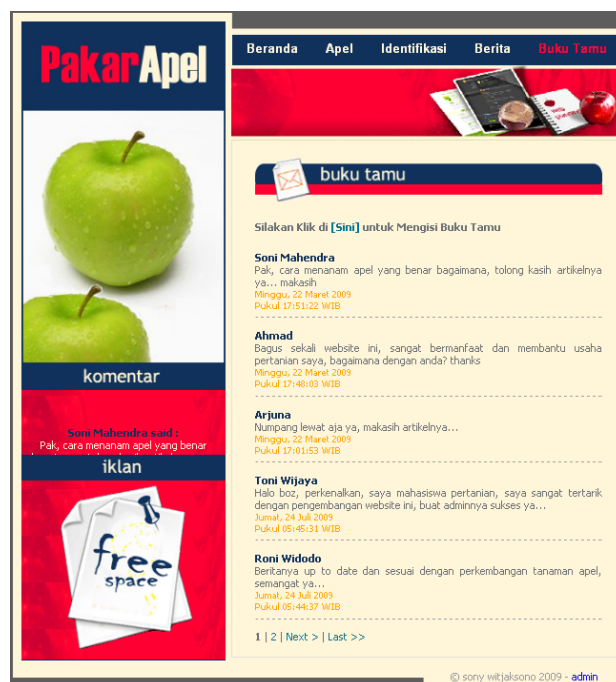 PakarApel
Beranda Apel Identifikasi Berita Buku Tamu
komentar
Soni Mahendra said :
Pak, cara menanam apel yang benar
iklan
free
space
buku tamu
Silakan Klik di [Sini] untuk Mengisi Buku Tamu
Soni Mahendra
Pak, cara menanam apel yang benar bagaimana, tolong kasih artikelnya
ya... makasih
Minggu, 22 Maret 2009
Pukul 17:51:22 WIB
Ahmad
Bagus sekali website ini, sangat bermanfaat dan membantu usaha
pertanian saya, bagaimana dengan anda? thanks
Minggu, 22 Maret 2009
Pukul 17:48:03 WIB
Arjuna
Numpang lewat aja ya, makasih artikelnya...
Minggu, 22 Maret 2009
Pukul 17:01:53 WIB
Toni Wijaya
Halo boz, perkenalkan, saya mahasiswa pertanian, saya sangat tertarik
dengan pengembangan website ini, buat adminnya sukses ya...
Jumat, 24 Juli 2009
Pukul 05:45:31 WIB
Roni Widodo
Beritanya up to date dan sesuai dengan perkembangan tanaman apel,
semangat ya...
Jumat, 24 Juli 2009
Pukul 05:44:37 WIB
1 | 2 | Next > | Last >>
© sony witjaksono 2009 - admin